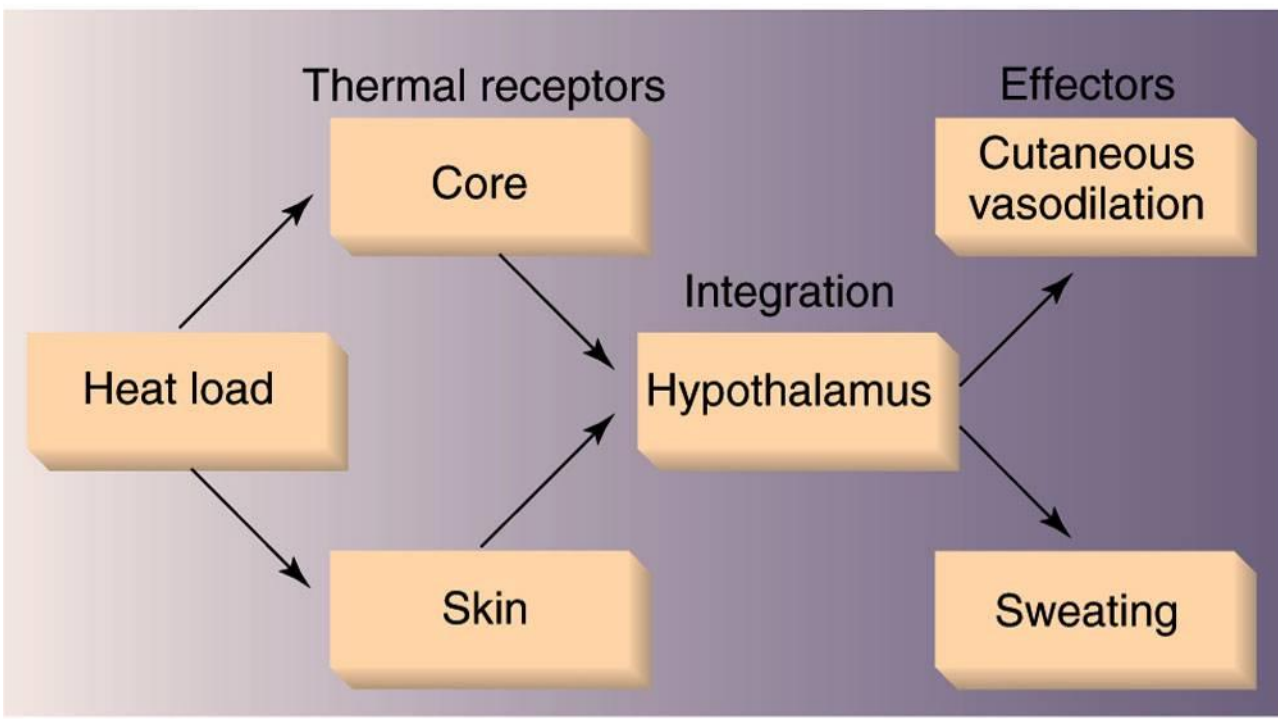 Thermal receptors
Effectors
Core
Cutaneous
vasodilation
Integration
Heat load
Hypothalamus
Skin
Sweating